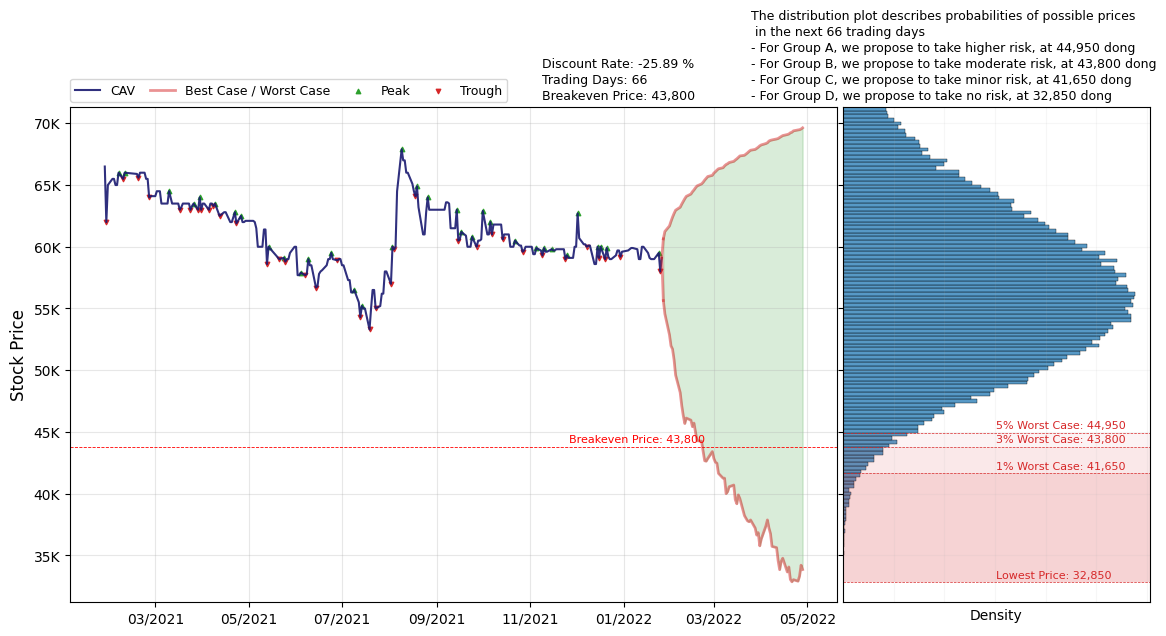 The distribution plot describes probabilities of possible prices
in the next 66 trading days
- For Group A, we propose to take higher risk, at 44,950 dong
- For Group B, we propose to take moderate risk, at 43,800 dong
- For Group C, we propose to take minor risk, at 41,650 dong
- For Group D, we propose to take no risk, at 32,850 dong
Discount Rate: -25.89 %
Trading Days: 66
Breakeven Price: 43,800
CAV
Best Case / Worst Case
Peak
Trough
Stock Price
70K
65K
60K
55K
50K
45K
40K
35K
Breakeven Price: 43,800
5% Worst Case: 44,950
3% Worst Case: 43,800
1% Worst Case: 41,650
Lowest Price: 32,850
03/2021
05/2021
07/2021
09/2021
11/2021
01/2022
03/2022
05/2022
Density